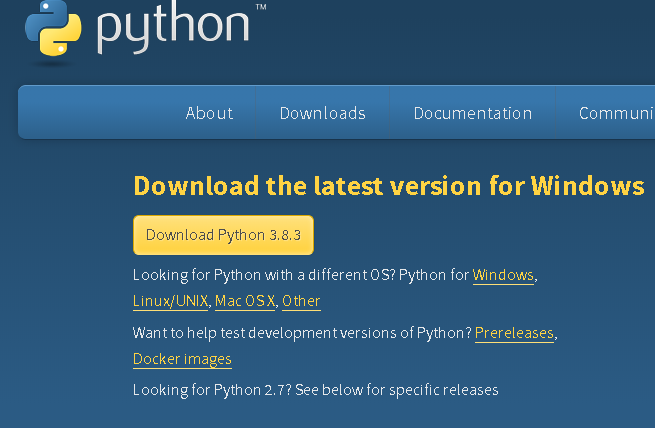 python™
About Downloads Documentation Communi
Download the latest version for Windows
Download Python 3.8.3
Looking for Python with a different OS? Python for Windows,
Linux/UNIX, Mac OS X, Other
Want to help test development versions of Python? Prereleases,
Docker images
Looking for Python 2.7? See below for specific releases